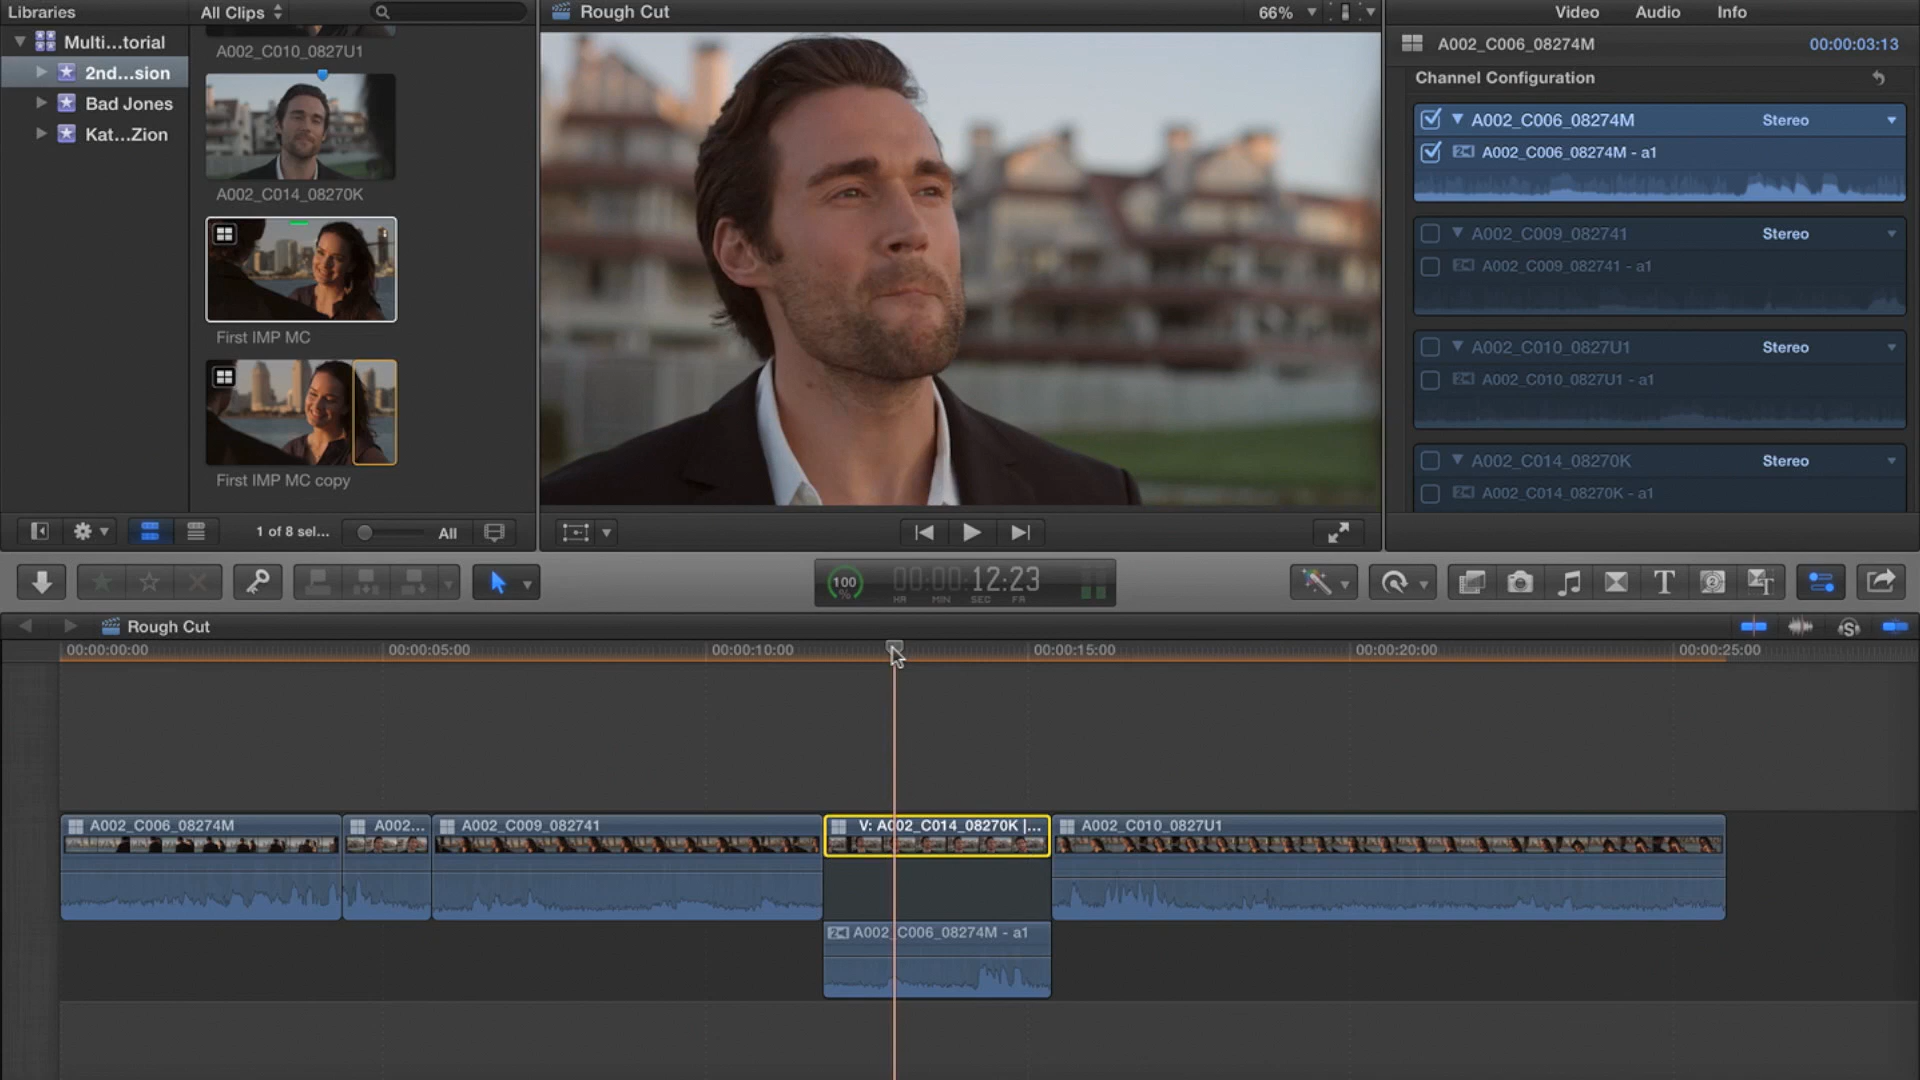 Libraries
All Clips
Multi...torial
2nd...sion
Bad Jones
Kat...Zion
A002_C010_0827U1
A002_C014_08270K
First IMP MC
First IMP MC copy
1 of 8 sel...
All
Rough Cut
66%
Video
Audio
Info
A002_C006_08274M
00:00:03:13
Channel Configuration
A002_C006_08274M
Stereo
A002_C006_08274M - a1
A002_C009_082741
Stereo
A002_C009_082741 - a1
A002_C010_0827U1
Stereo
A002_C010_0827U1 - a1
A002_C014_08270K
Stereo
A002_C014_08270K - a1
100
%
00:00:12:23
HR MIN SEC FR
Rough Cut
00:00:00:00
00:00:05:00
00:00:10:00
00:00:15:00
00:00:20:00
00:00:25:00
A002_C006_08274M
A002...
A002_C009_082741
V: A002_C014_08270K |...
A002_C010_0827U1
A002_C006_08274M - a1